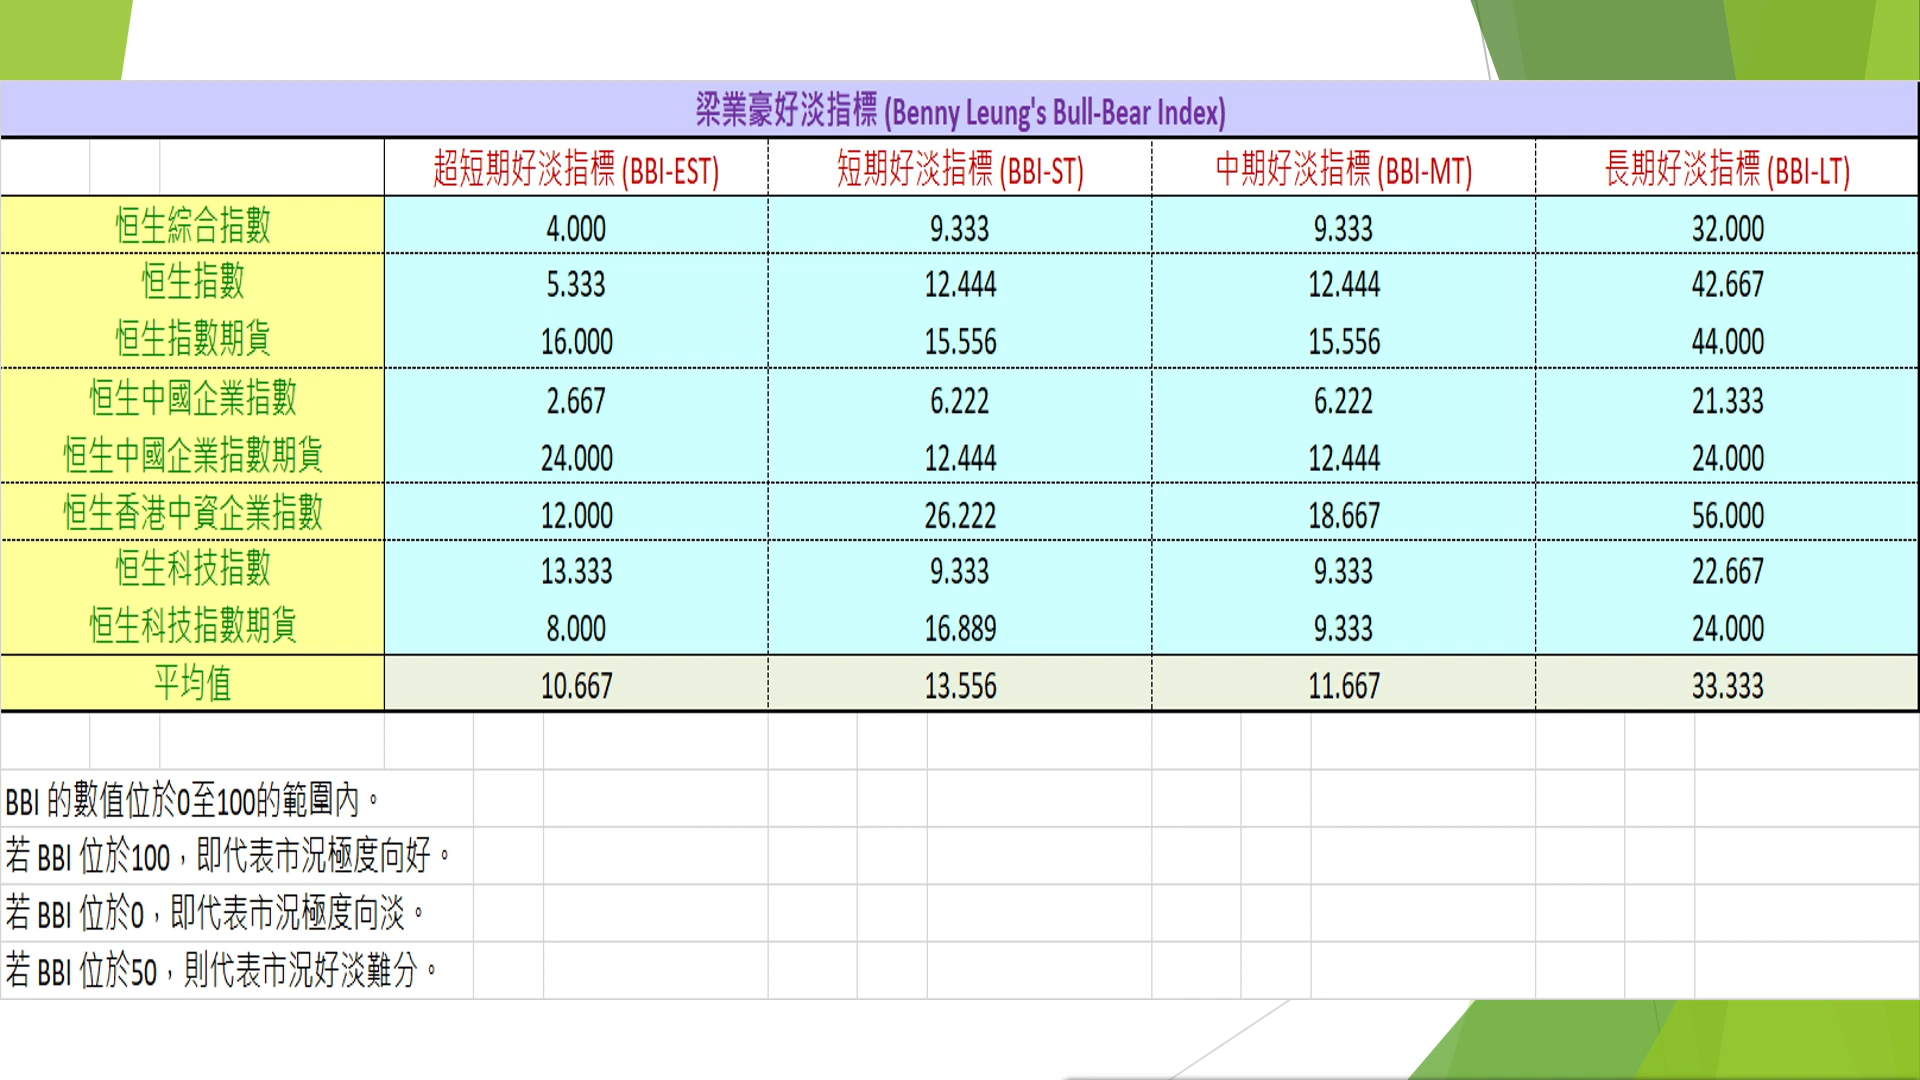 梁業豪好淡指標 (Benny Leung's Bull-Bear Index)
超短期好淡指標 (BBI-EST) 短期好淡指標 (BBI-ST) 中期好淡指標 (BBI-MT) 長期好淡指標 (BBI-LT)
恒生綜合指數 4.000 9.333 9.333 32.000
恒生指數 5.333 12.444 12.444 42.667
恒生指數期貨 16.000 15.556 15.556 44.000
恒生中國企業指數 2.667 6.222 6.222 21.333
恒生中國企業指數期貨 24.000 12.444 12.444 24.000
恒生香港中資企業指數 12.000 26.222 18.667 56.000
恒生科技指數 13.333 9.333 9.333 22.667
恒生科技指數期貨 8.000 16.889 9.333 24.000
平均值 10.667 13.556 11.667 33.333
BBI 的數值位於0至100的範圍內。
若 BBI 位於100，即代表市況極度向好。
若 BBI 位於0，即代表市況極度向淡。
若 BBI 位於50，則代表市況好淡難分。